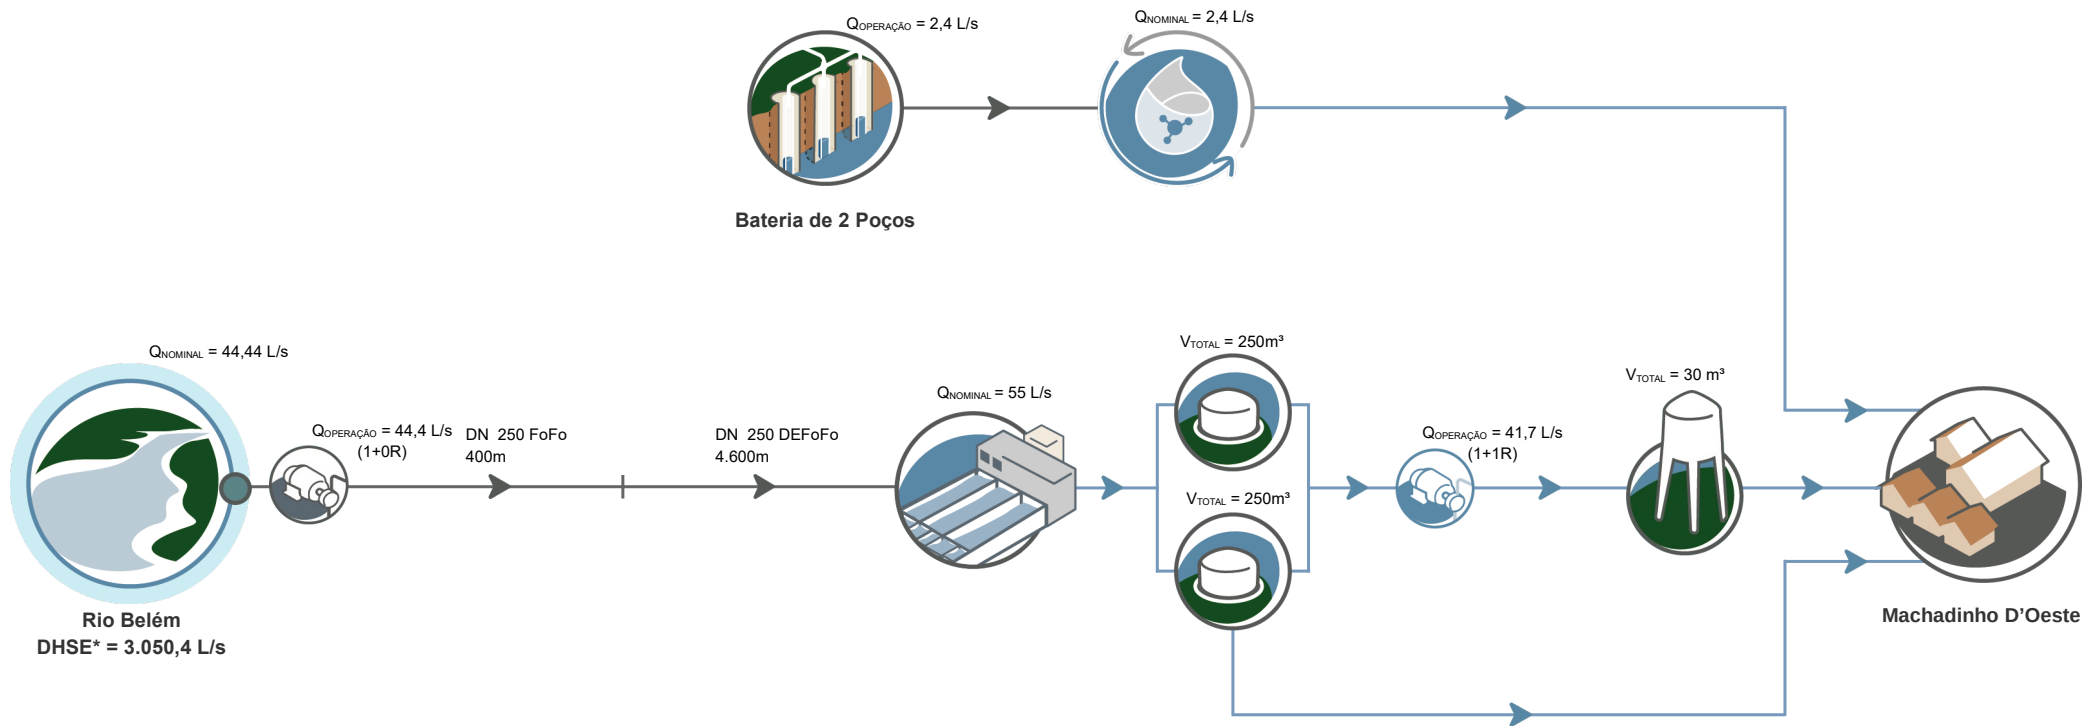 QOPERAÇÃO = 2,4 L/s
QNOMINAL = 2,4 L/s
Bateria de 2 Poços
QNOMINAL = 44,44 L/s
QOPERAÇÃO = 44,4 L/s
(1+0R)
DN 250 FoFo
400m
DN 250 DEFoFo
4.600m
QNOMINAL = 55 L/s
VTOTAL = 250m³
VTOTAL = 250m³
QOPERAÇÃO = 41,7 L/s
(1+1R)
VTOTAL = 30 m³
Rio Belém
DHSE* = 3.050,4 L/s
Machadinho D'Oeste